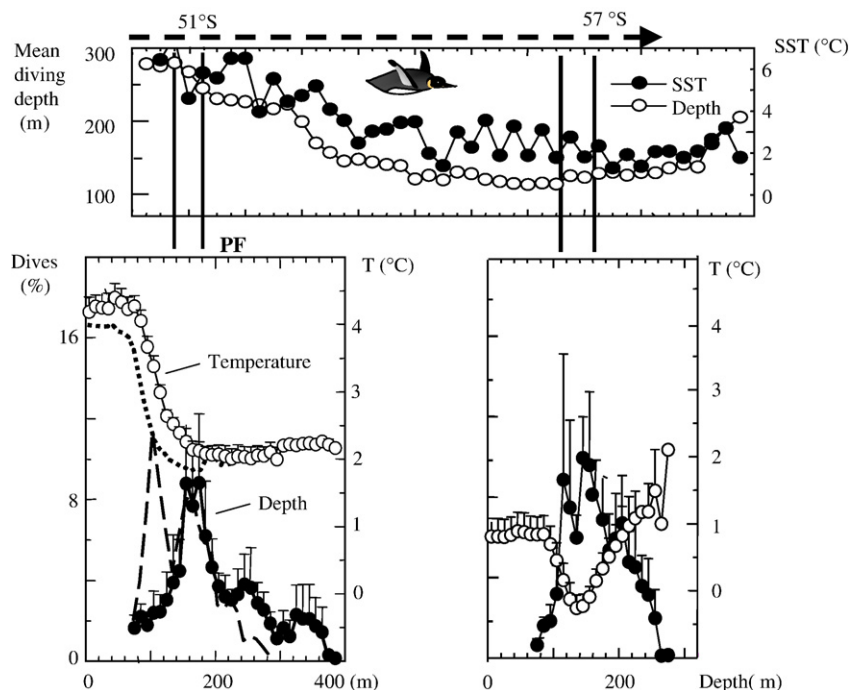 51°S
57 °S
Mean
diving
depth
(m)
300
200
100
SST (°C)
6
4
2
0
SST
Depth
PF
Dives
(%)
T (°C)
16
8
0
4
3
2
1
0
Temperature
Depth
0
200
400 (m)
T (°C)
4
3
2
1
0
0
200
Depth( m)